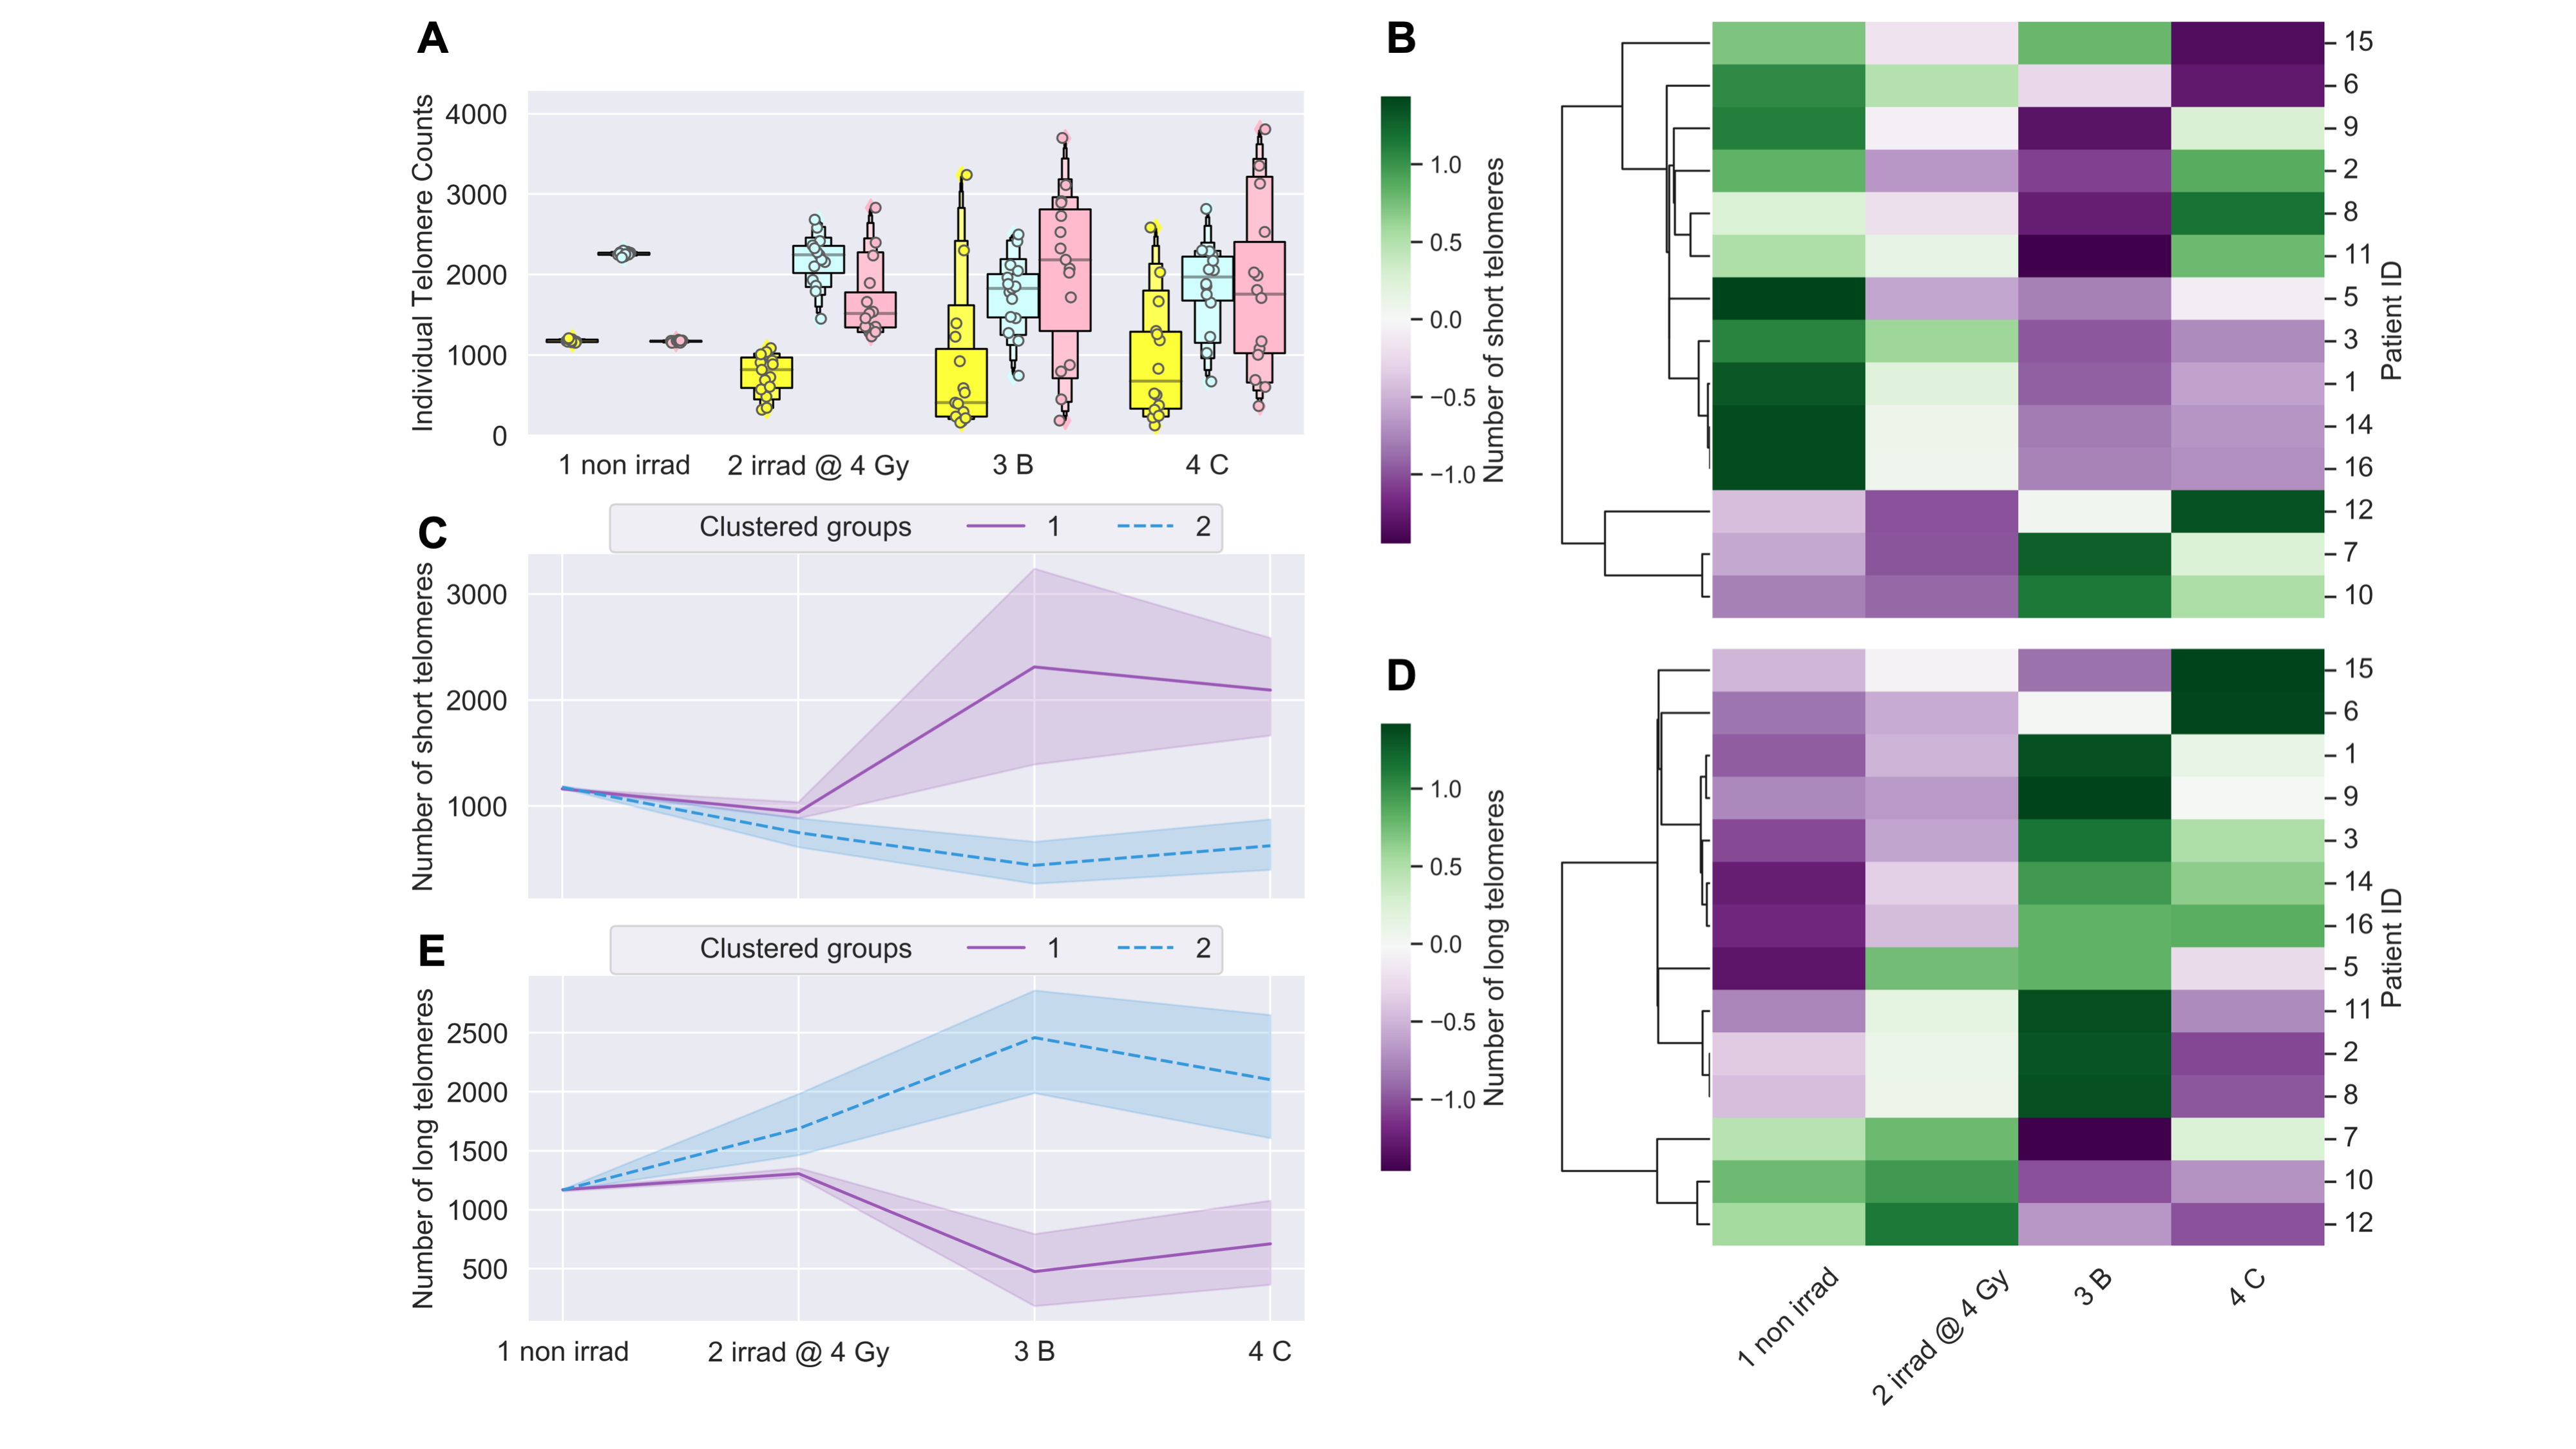 A
Individual Telomere Counts
4000
3000
2000
1000
0
1 non irrad
2 irrad @ 4 Gy
3 B
4 C
B
Number of short telomeres
1.0
0.5
0.0
−0.5
−1.0
15
6
9
2
8
11
5
3
1
14
16
12
7
10
Patient ID
C
Clustered groups 1 2
Number of short telomeres
3000
2000
1000
D
Number of long telomeres
1.0
0.5
0.0
−0.5
−1.0
15
6
1
9
3
14
16
5
11
2
8
7
10
12
Patient ID
1 non irrad
2 irrad @ 4 Gy
3 B
4 C
E
Clustered groups 1 2
Number of long telomeres
2500
2000
1500
1000
500
1 non irrad
2 irrad @ 4 Gy
3 B
4 C